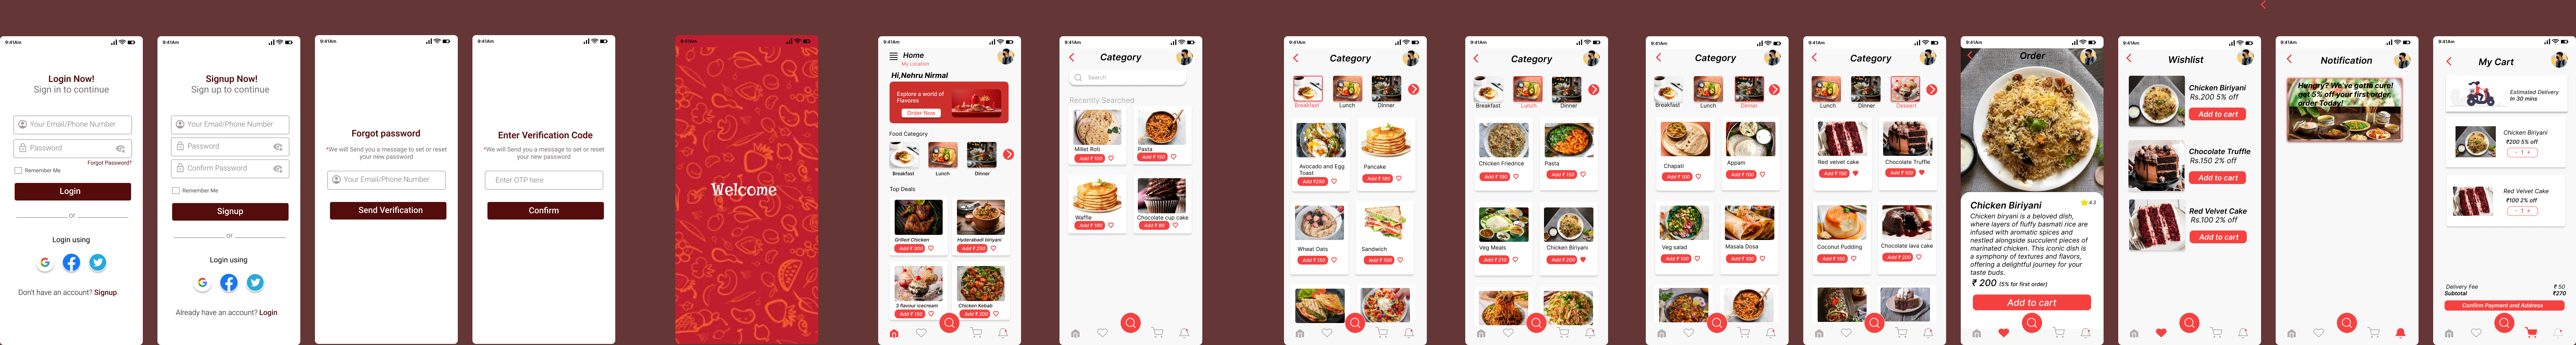 9:41Am
Login Now!
Sign in to continue
Your Email/Phone Number
Password
Forgot Password?
Remember Me
Login
or
Login using
Don't have an account? Signup
9:41Am
Signup Now!
Sign up to continue
Your Email/Phone Number
Password
Confirm Password
Remember Me
Signup
or
Login using
Already have an account? Login
9:41Am
Forgot password
*We will Send you a message to set or reset
your new password
Your Email/Phone Number
Send Verification
9:41Am
Enter Verification Code
*We will Send you a message to set or reset
your new password
Enter OTP here
Confirm
9:41Am
Welcome
9:41Am
Home
My Location
Hi,Nehru Nirmal
Explore a world of
Flavores
Order Now
Food Category
Breakfast
Lunch
Dinner
Top Deals
Grilled Chicken
Add ₹ 300
Hyderabadi biriyani
Add ₹ 250
3 flavour icecream
Add ₹ 150
Chicken Kebab
Add ₹ 200
9:41Am
Category
Search
Recently Searched
Millet Roti
Add ₹ 100
Pasta
Add ₹ 150
Waffle
Add ₹ 190
Chocolate cup cake
Add ₹ 80
9:41Am
Category
Breakfast
Lunch
Dinner
Avocado and Egg
Toast
Add ₹250
Pancake
Add ₹ 180
Wheat Oats
Add ₹ 150
Sandwich
Add ₹ 100
9:41Am
Category
Breakfast
Lunch
Dinner
Chicken Friedrice
Add ₹ 190
Pasta
Add ₹ 150
Veg Meals
Add ₹ 210
Chicken Biriyani
Add ₹ 200
9:41Am
Category
Breakfast
Lunch
Dinner
Chapati
Add ₹ 100
Appam
Add ₹ 100
Veg salad
Add ₹ 100
Masala Dosa
Add ₹ 100
9:41Am
Category
Lunch
Dinner
Dessert
Red velvet cake
Add ₹ 150
Chocolate Truffle
Add ₹ 100
Coconut Pudding
Add ₹ 150
Chocolate lava cake
Add ₹ 200
9:41Am
Order
Chicken Biriyani
4.3
Chicken biryani is a beloved dish,
where layers of fluffy basmati rice are
infused with aromatic spices and
nestled alongside succulent pieces of
marinated chicken. This iconic dish is
a symphony of textures and flavors,
offering a delightful journey for your
taste buds.
₹ 200 (5% for first order)
Add to cart
9:41Am
Wishlist
Chicken Biriyani
Rs.200 5% off
Add to cart
Chocolate Truffle
Rs.150 2% off
Add to cart
Red Velvet Cake
Rs.100 2% off
Add to cart
9:41Am
Notification
Hungry? We've gotta cure!
get 5% off your first order,
order Today!
9:41Am
My Cart
Estimated Delivery
In 30 mins
Chicken Biriyani
₹200 5% off
- 1 +
Red Velvet Cake
₹100 2% off
- 1 +
Delivery Fee
₹ 50
Subtotal
₹270
Confirm Payment and Address